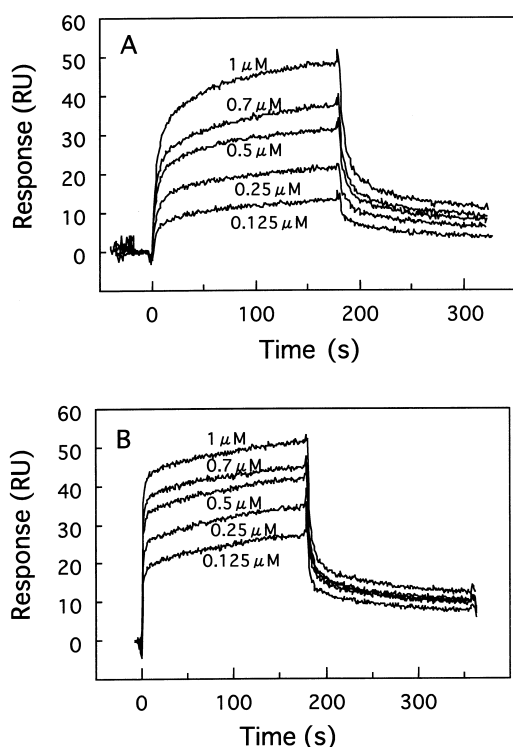 A
60
50
40
30
20
10
0
Response (RU)
1 µM
0.7 µM
0.5 µM
0.25 µM
0.125 µM
0 100 200 300
Time (s)
B
60
50
40
30
20
10
0
Response (RU)
1 µM
0.7 µM
0.5 µM
0.25 µM
0.125 µM
0 100 200 300
Time (s)